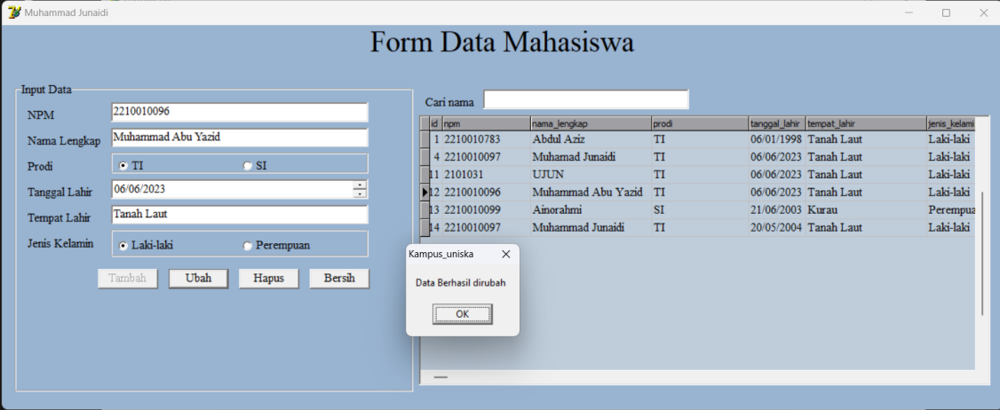 Muhammad Junaidi
Form Data Mahasiswa
Input Data
NPM 2210010096
Nama Lengkap Muhammad Abu Yazid
Prodi TI SI
Tanggal Lahir 06/06/2023
Tempat Lahir Tanah Laut
Jenis Kelamin Laki-laki Perempuan
Tambah Ubah Hapus Bersih
Cari nama
id npm nama_lengkap prodi tanggal_lahir tempat_lahir jenis_kelami
1 2210010783 Abdul Aziz TI 06/01/1998 Tanah Laut Laki-laki
4 2210010097 Muhamad Junaidi TI 06/06/2023 Tanah Laut Laki-laki
11 2101031 UJUN TI 06/06/2023 Tanah Laut Laki-laki
12 2210010096 Muhammad Abu Yazid TI 06/06/2023 Tanah Laut Laki-laki
13 2210010099 Ainorahmi SI 21/06/2003 Kurau Perempua
14 2210010097 Muhammad Junaidi TI 20/05/2004 Tanah Laut Laki-laki
Kampus_uniska
Data Berhasil dirubah
OK